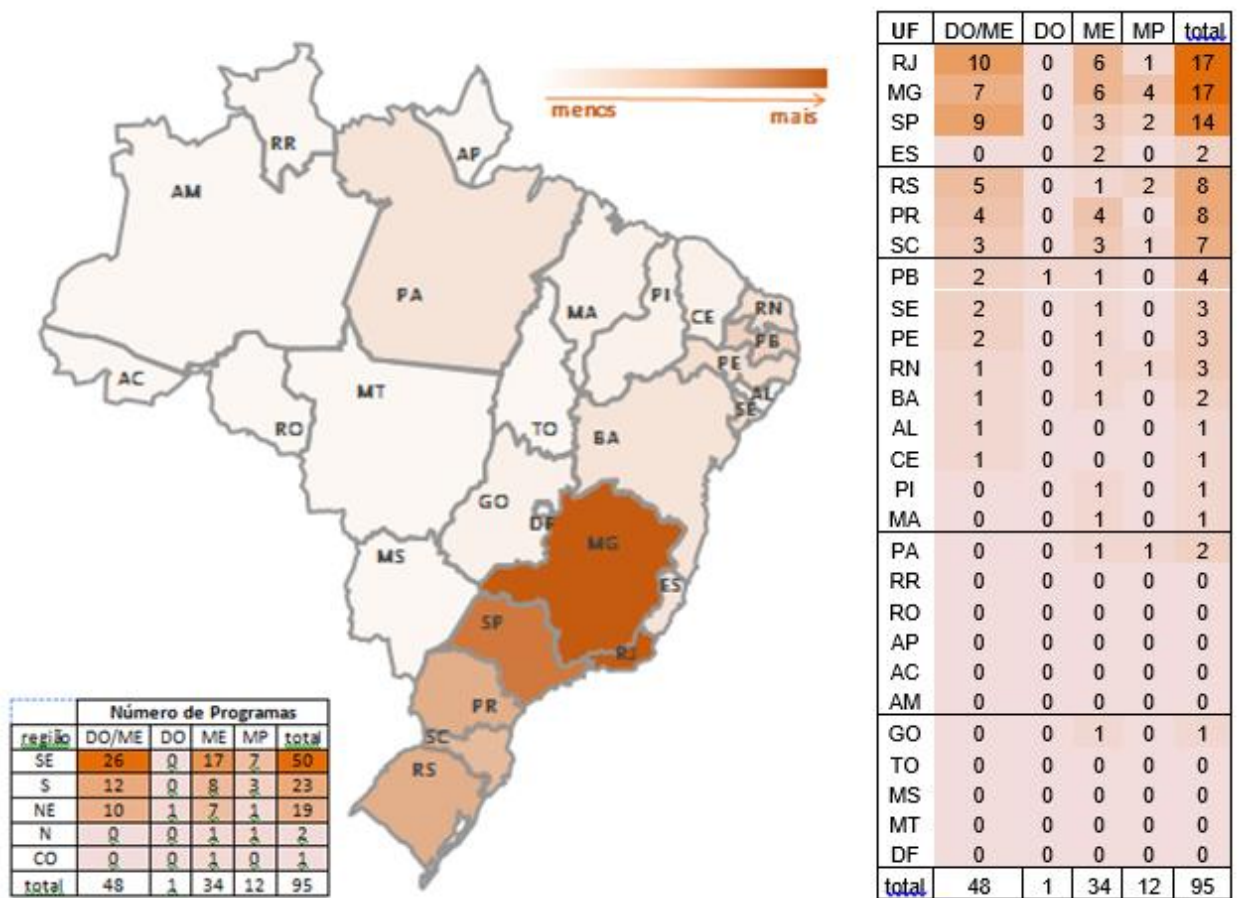 menos mais
RR
AP
AM
PA
MA
PI
CE
RN
PB
PE
AL
SE
AC
RO
MT
TO
BA
GO
DF
MG
MS
ES
SP
RJ
PR
SC
RS
Número de Programas
região DO/ME DO ME MP total
SE 26 0 17 7 50
S 12 0 8 3 23
NE 10 1 7 1 19
N 0 0 1 1 2
CO 0 0 1 0 1
total 48 1 34 12 95
UF DO/ME DO ME MP total
RJ 10 0 6 1 17
MG 7 0 6 4 17
SP 9 0 3 2 14
ES 0 0 2 0 2
RS 5 0 1 2 8
PR 4 0 4 0 8
SC 3 0 3 1 7
PB 2 1 1 0 4
SE 2 0 1 0 3
PE 2 0 1 0 3
RN 1 0 1 1 3
BA 1 0 1 0 2
AL 1 0 0 0 1
CE 1 0 0 0 1
PI 0 0 1 0 1
MA 0 0 1 0 1
PA 0 0 1 1 2
RR 0 0 0 0 0
RO 0 0 0 0 0
AP 0 0 0 0 0
AC 0 0 0 0 0
AM 0 0 0 0 0
GO 0 0 1 0 1
TO 0 0 0 0 0
MS 0 0 0 0 0
MT 0 0 0 0 0
DF 0 0 0 0 0
total 48 1 34 12 95